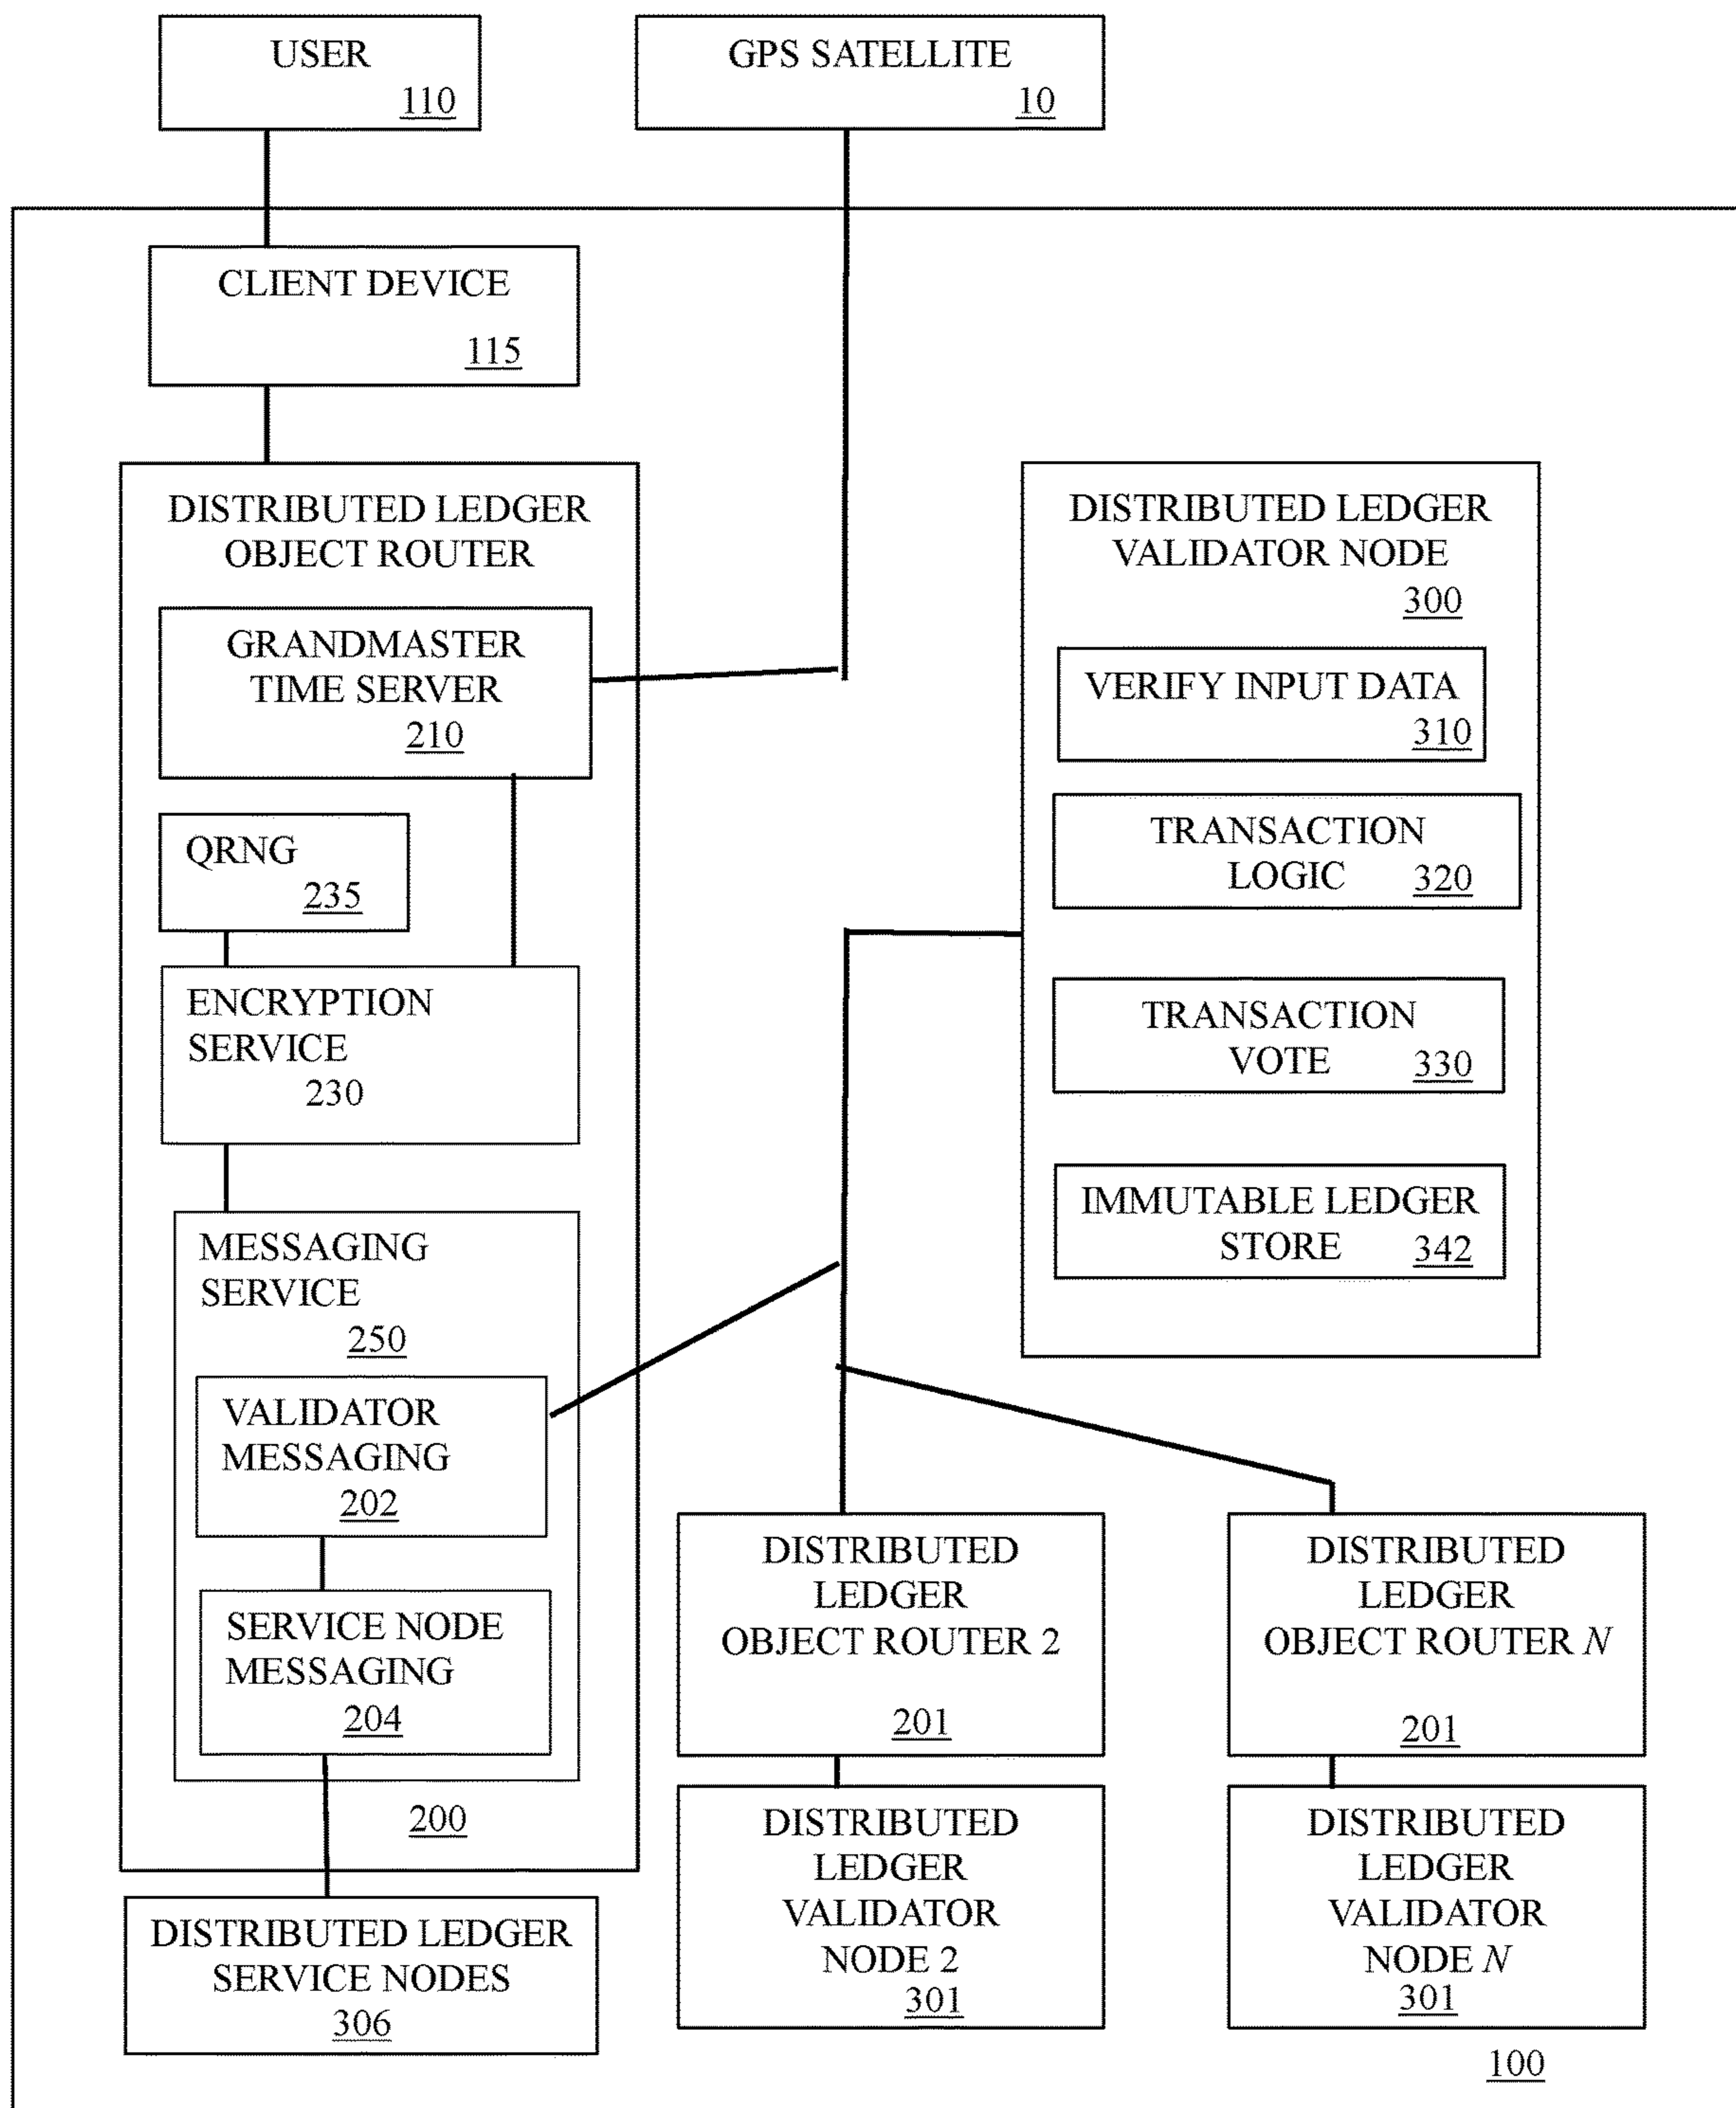 USER
110
GPS SATELLITE
10
CLIENT DEVICE
115
DISTRIBUTED LEDGER
OBJECT ROUTER
GRANDMASTER
TIME SERVER
210
QRNG
235
ENCRYPTION
SERVICE
230
MESSAGING
SERVICE
250
VALIDATOR
MESSAGING
202
SERVICE NODE
MESSAGING
204
200
DISTRIBUTED LEDGER
SERVICE NODES
306
DISTRIBUTED LEDGER
VALIDATOR NODE
300
VERIFY INPUT DATA
310
TRANSACTION
LOGIC 320
TRANSACTION
VOTE 330
IMMUTABLE LEDGER
STORE 342
DISTRIBUTED
LEDGER
OBJECT ROUTER 2
201
DISTRIBUTED
LEDGER
VALIDATOR
NODE 2
301
DISTRIBUTED
LEDGER
OBJECT ROUTER N
201
DISTRIBUTED
LEDGER
VALIDATOR
NODE N
301
100